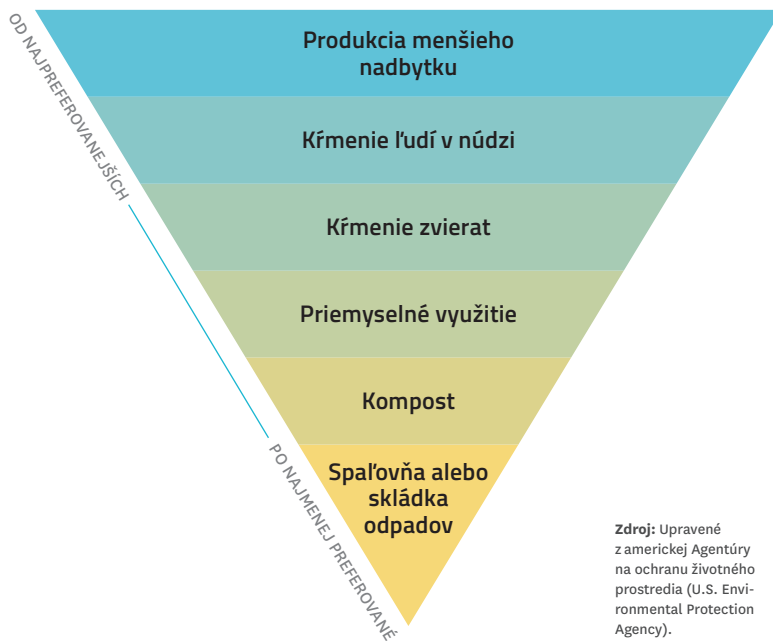 OD NAJPREFEROVANEJŠÍCH
Produkcia menšieho
nadbytku
Kŕmenie ľudí v núdzi
Kŕmenie zvierat
Priemyselné využitie
Kompost
Spaľovňa alebo
skládka
odpadov
PO NAJMENEJ PREFEROVANÉ
Zdroj: Upravené
z americkej Agentúry
na ochranu životného
prostredia (U.S. Envi-
ronmental Protection
Agency).